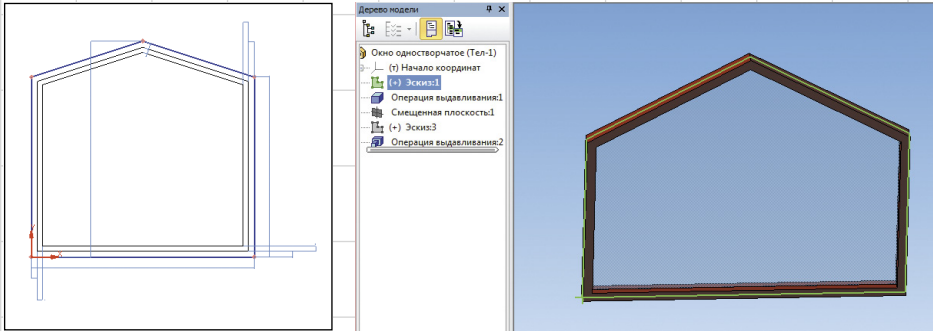 Дерево модели
Окно одностворчатое (Тел-1)
(т) Начало координат
(+) Эскиз:1
Операция выдавливания:1
Смещенная плоскость:1
(+) Эскиз:3
Операция выдавливания:2